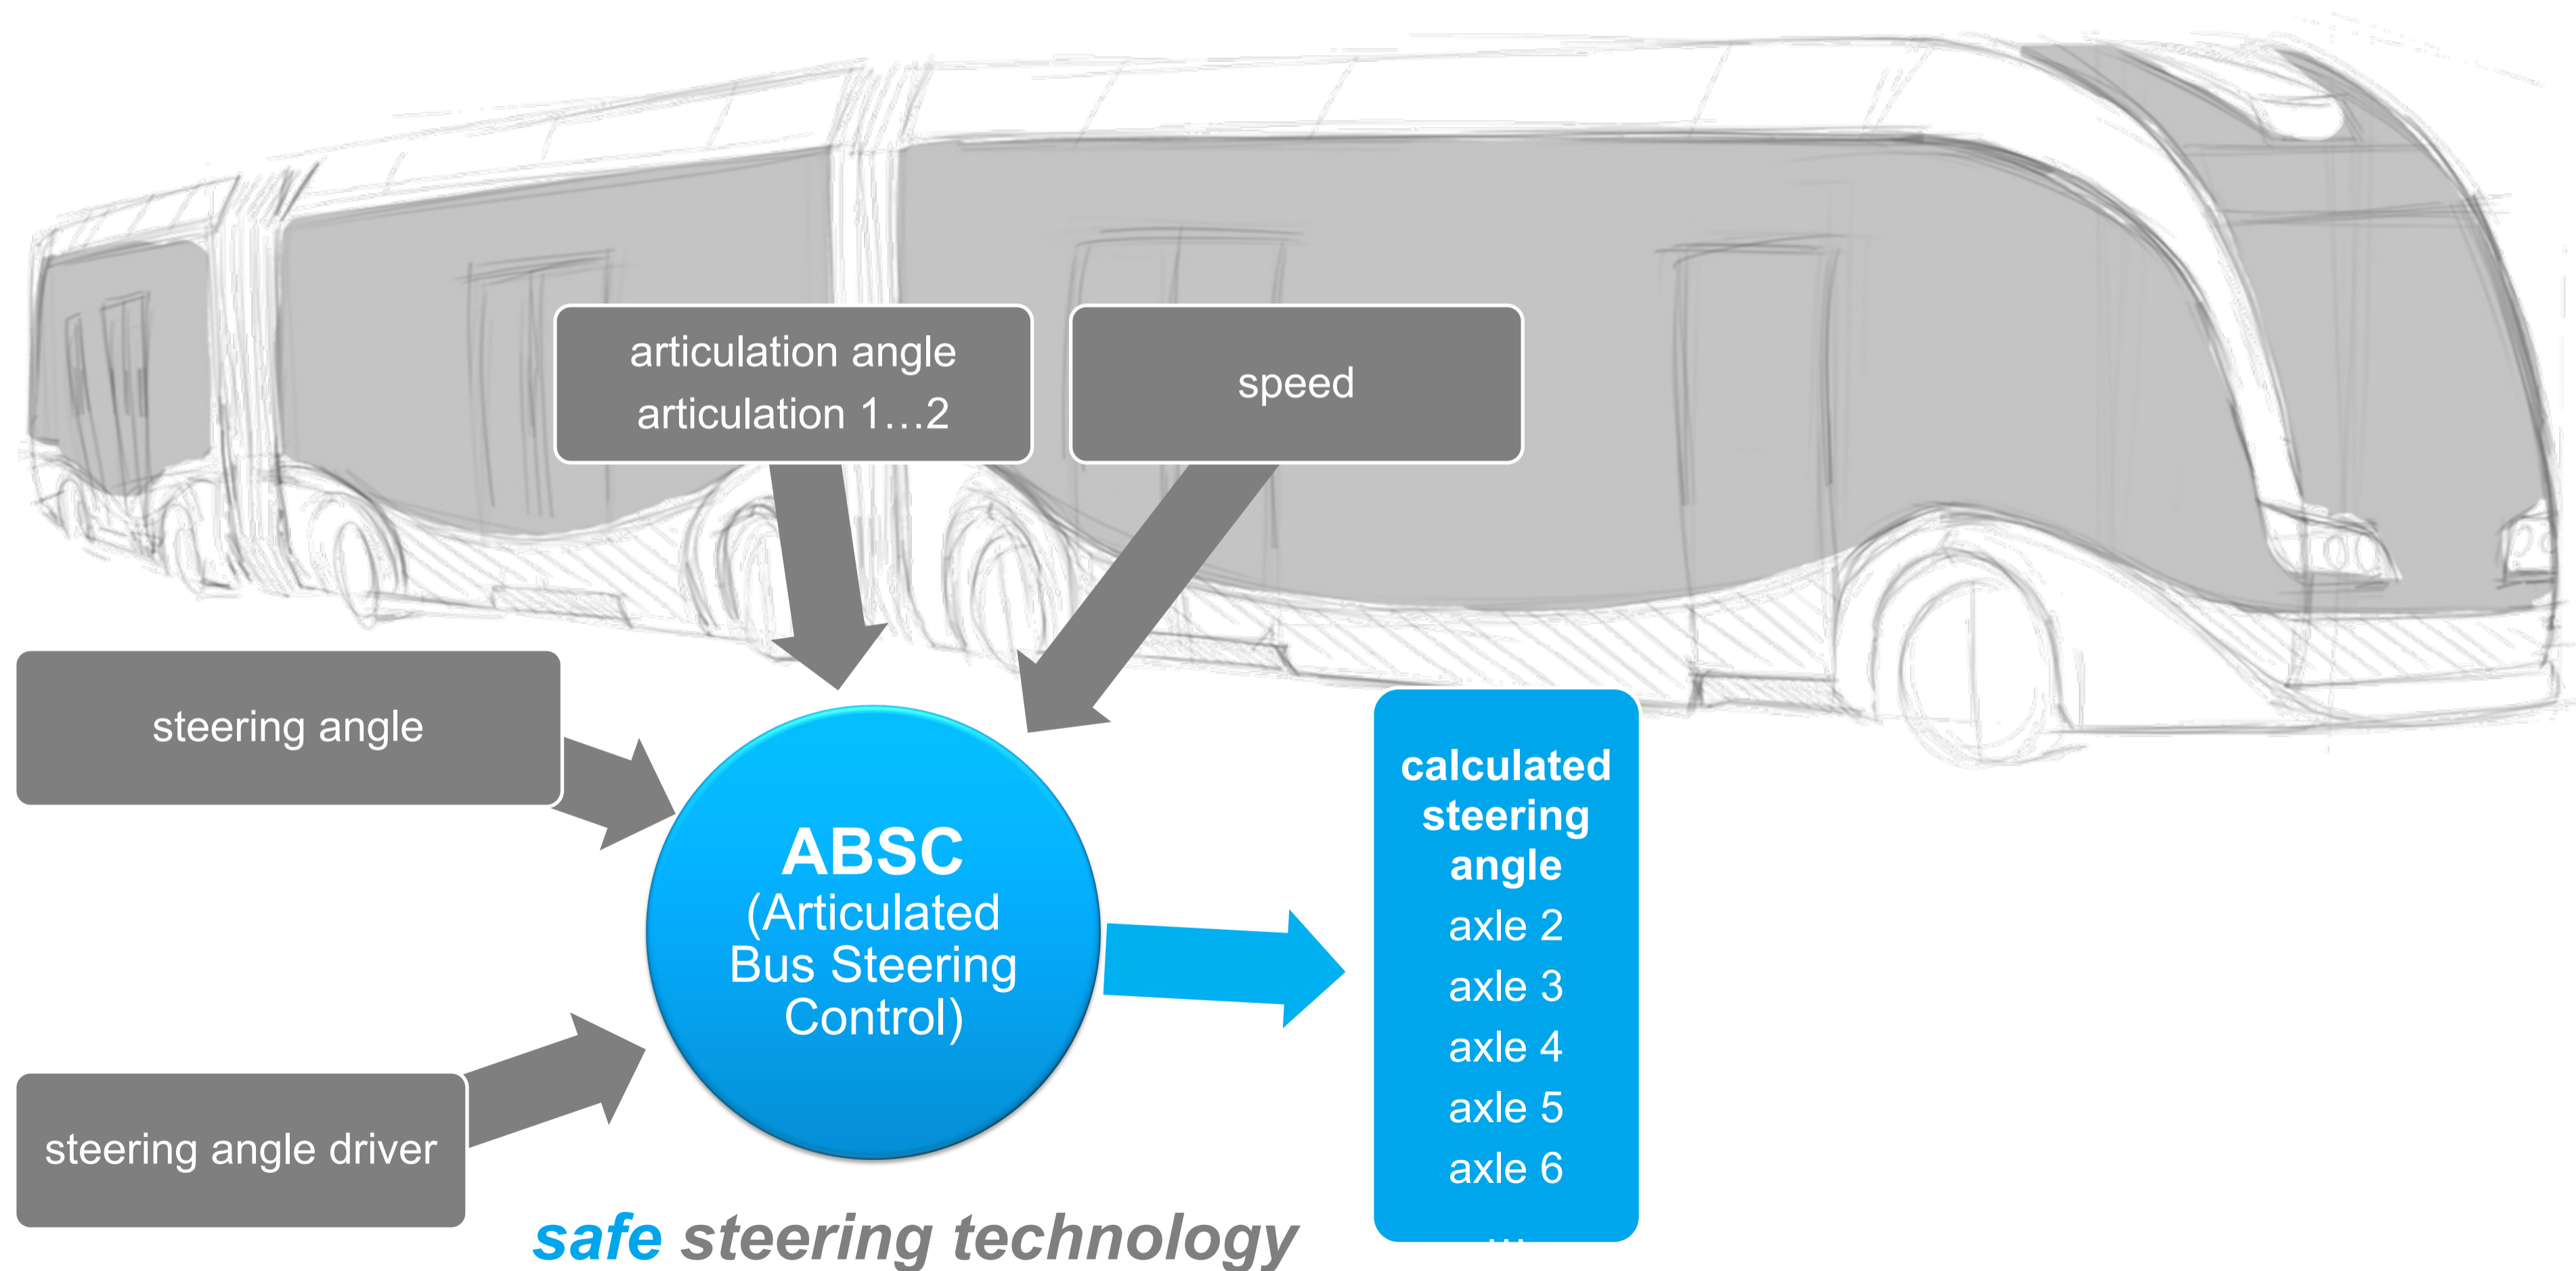 articulation angle
articulation 1…2
speed
steering angle
steering angle driver
ABSC
(Articulated
Bus Steering
Control)
calculated
steering
angle
axle 2
axle 3
axle 4
axle 5
axle 6
…
safe steering technology